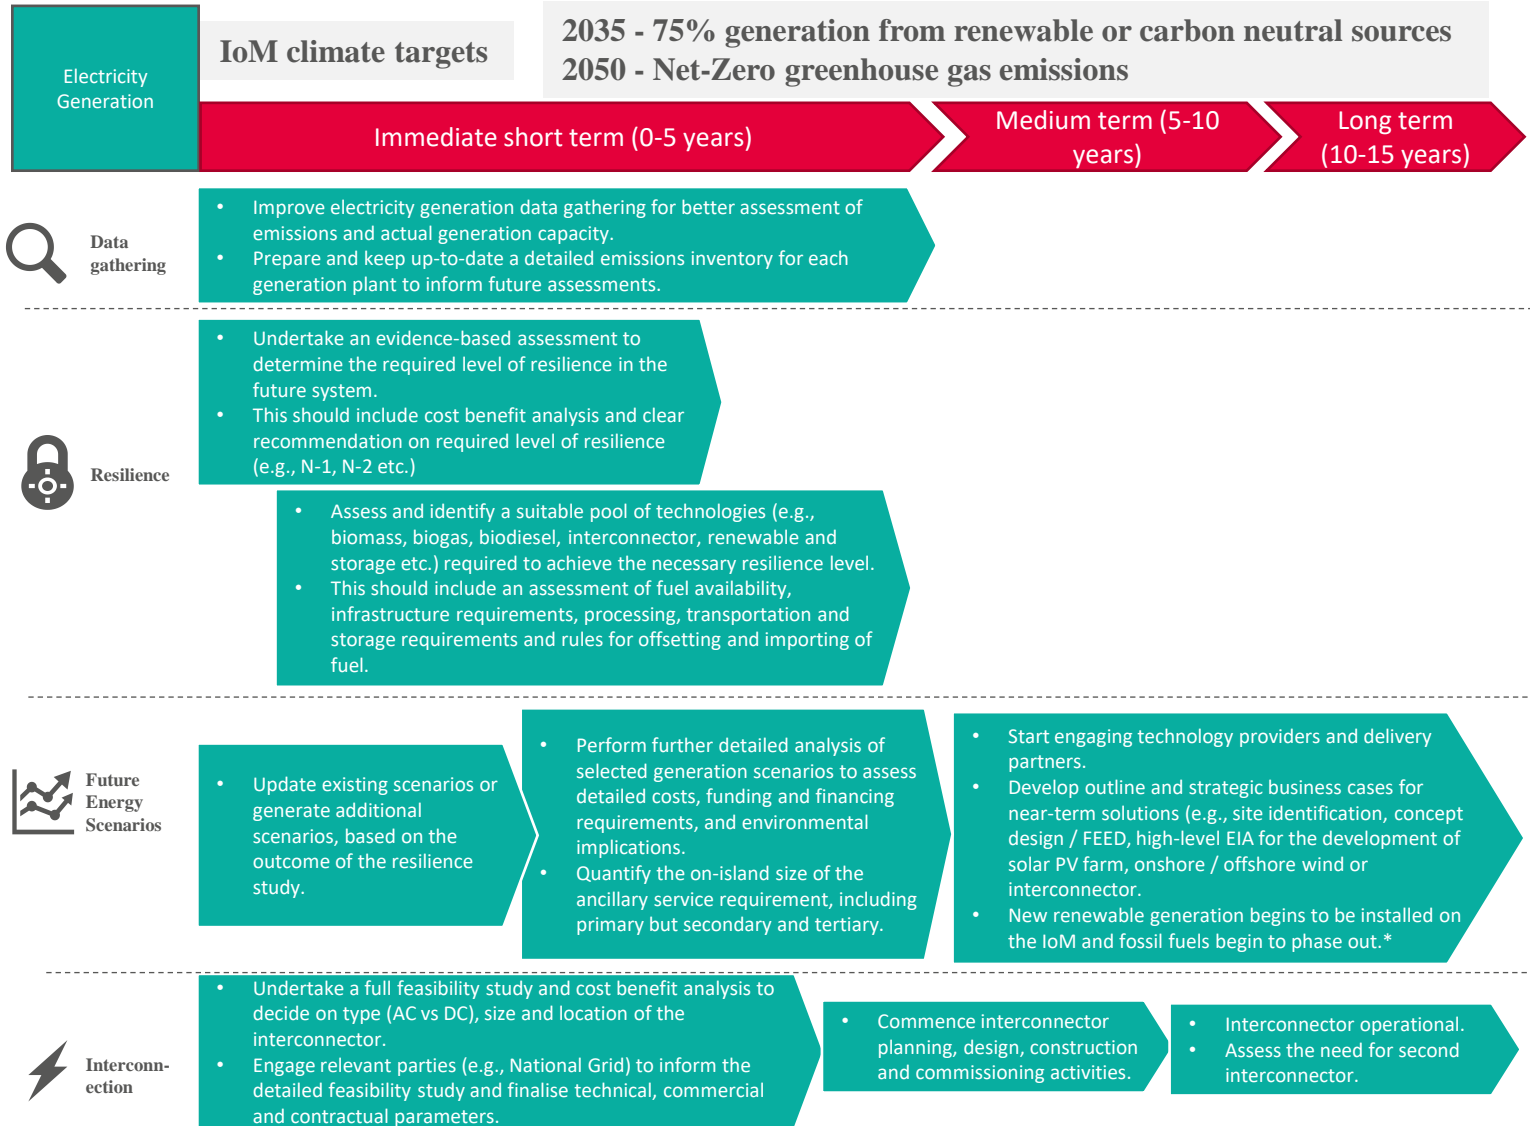 Electricity
Generation
IoM climate targets
2035 - 75% generation from renewable or carbon neutral sources
2050 - Net-Zero greenhouse gas emissions
Immediate short term (0-5 years)
Medium term (5-10
years)
Long term
(10-15 years)
Data
gathering
• Improve electricity generation data gathering for better assessment of
emissions and actual generation capacity.
• Prepare and keep up-to-date a detailed emissions inventory for each
generation plant to inform future assessments.
Resilience
• Undertake an evidence-based assessment to
determine the required level of resilience in the
future system.
• This should include cost benefit analysis and clear
recommendation on required level of resilience
(e.g., N-1, N-2 etc.)
• Assess and identify a suitable pool of technologies (e.g.,
biomass, biogas, biodiesel, interconnector, renewable and
storage etc.) required to achieve the necessary resilience level.
• This should include an assessment of fuel availability,
infrastructure requirements, processing, transportation and
storage requirements and rules for offsetting and importing of
fuel.
Future
Energy
Scenarios
• Update existing scenarios or
generate additional
scenarios, based on the
outcome of the resilience
study.
• Perform further detailed analysis of
selected generation scenarios to assess
detailed costs, funding and financing
requirements, and environmental
implications.
• Quantify the on-island size of the
ancillary service requirement, including
primary but secondary and tertiary.
• Start engaging technology providers and delivery
partners.
• Develop outline and strategic business cases for
near-term solutions (e.g., site identification, concept
design / FEED, high-level EIA for the development of
solar PV farm, onshore / offshore wind or
interconnector.
• New renewable generation begins to be installed on
the IoM and fossil fuels begin to phase out.*
Interconn-
ection
• Undertake a full feasibility study and cost benefit analysis to
decide on type (AC vs DC), size and location of the
interconnector.
• Engage relevant parties (e.g., National Grid) to inform the
detailed feasibility study and finalise technical, commercial
and contractual parameters.
• Commence interconnector
planning, design, construction
and commissioning activities.
• Interconnector operational.
• Assess the need for second
interconnector.